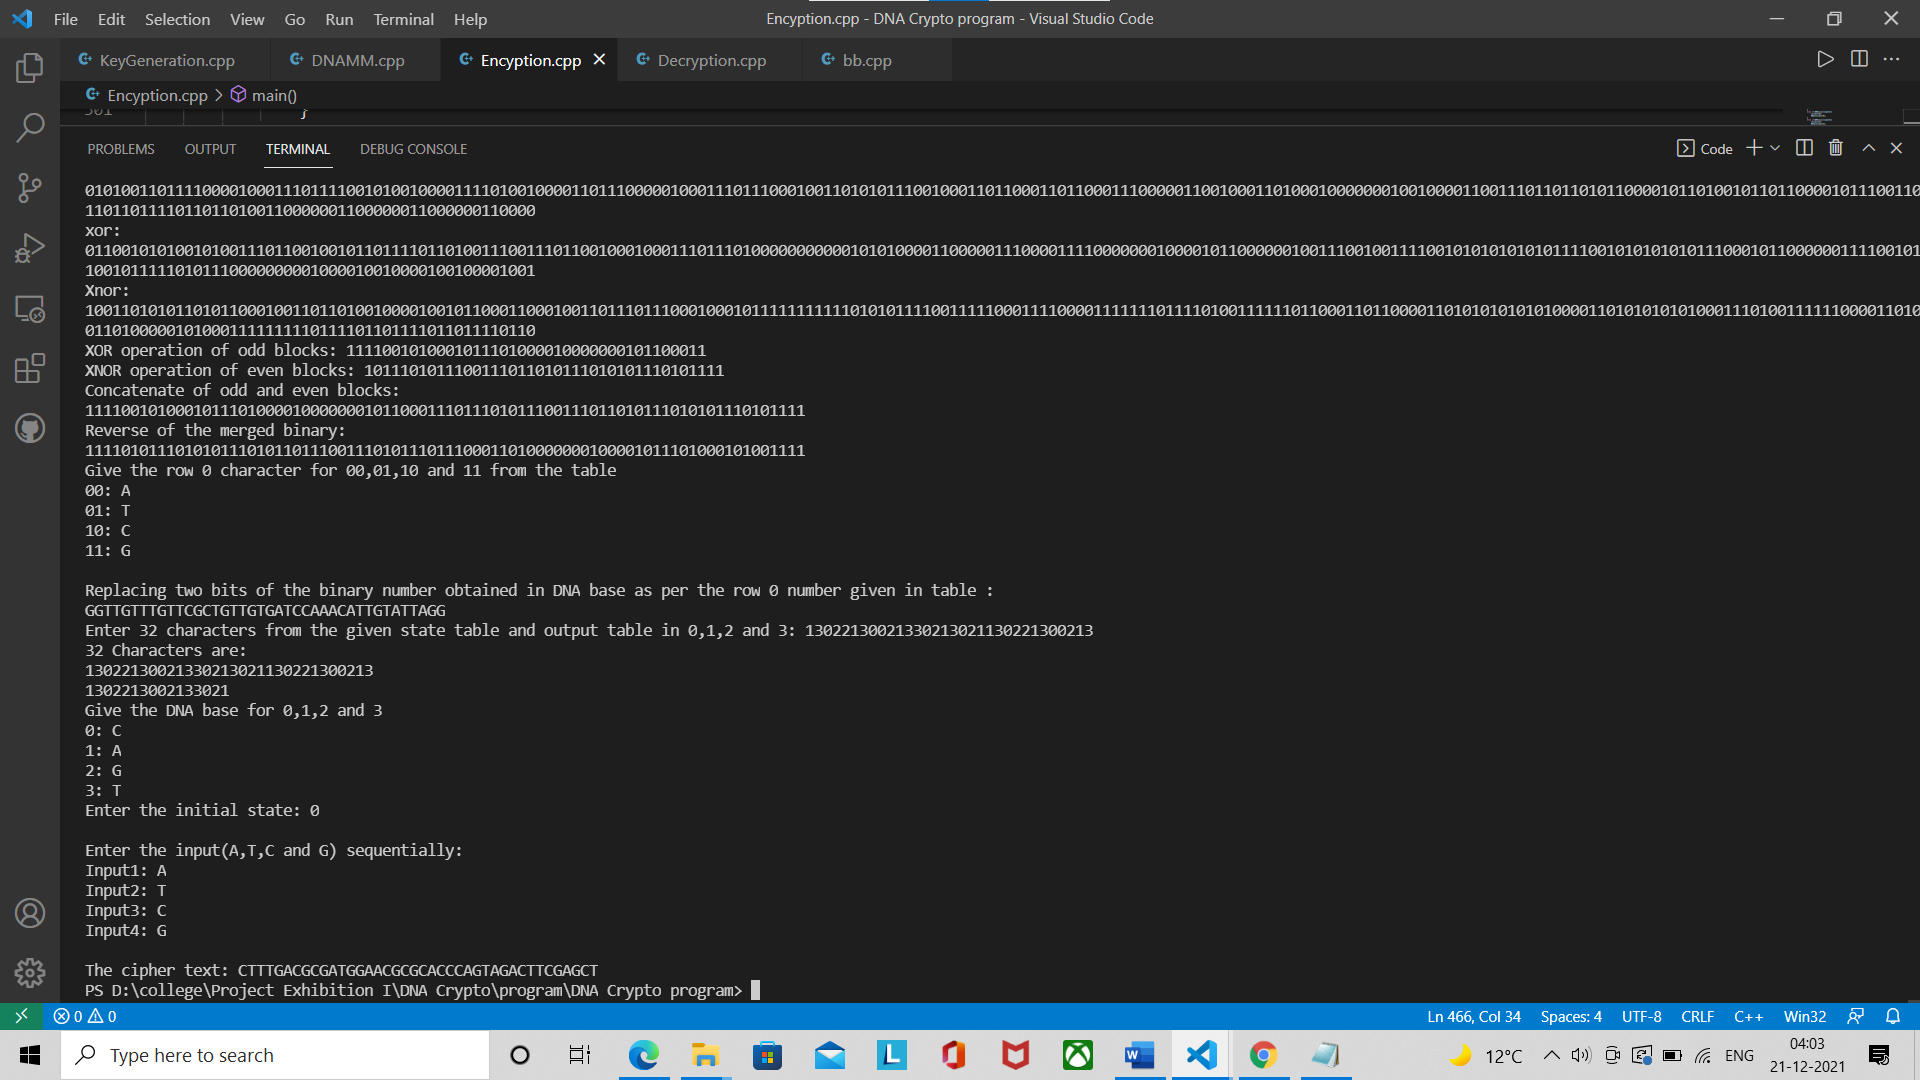 File Edit Selection View Go Run Terminal Help
Encyption.cpp - DNA Crypto program - Visual Studio Code
KeyGeneration.cpp DNAMM.cpp Encyption.cpp Decryption.cpp bb.cpp
Encyption.cpp > main()
PROBLEMS OUTPUT TERMINAL DEBUG CONSOLE
Code
110110111101101101001100000011000000110000001100​00
xor:
Xnor:
XOR operation of odd blocks: 1111001010001011101000010000000101100011
XNOR operation of even blocks: 1011101011100111011010111010101110101111
Concatenate of odd and even blocks:
11110010100010111010000100000001011000111011101011100111011010111010101110101111
Reverse of the merged binary:
11110101110101011101011011100111010111011100011010000000100001011101000101001111
Give the row 0 character for 00,01,10 and 11 from the table
00: A
01: T
10: C
11: G
Replacing two bits of the binary number obtained in DNA base as per the row 0 number given in table :
GGTTGTTTGTTCGCTGTTGTGATCCAAACATTGTATTAGG
Enter 32 characters from the given state table and output table in 0,1,2 and 3: 13022130021330213021130221300213
32 Characters are:
13022130021330213021130221300213
1302213002133021
Give the DNA base for 0,1,2 and 3
0: C
1: A
2: G
3: T
Enter the initial state: 0
Enter the input(A,T,C and G) sequentially:
Input1: A
Input2: T
Input3: C
Input4: G
The cipher text: CTTTGACGCGATGGAACGCGCACCCAGTAGACTTCGAGCT
PS D:\college\Project Exhibition I\DNA Crypto\program\DNA Crypto program>
0 0 Ln 466, Col 34 Spaces: 4 UTF-8 CRLF C++ Win32
Type here to search
12°C ENG 04:03
21-12-2021